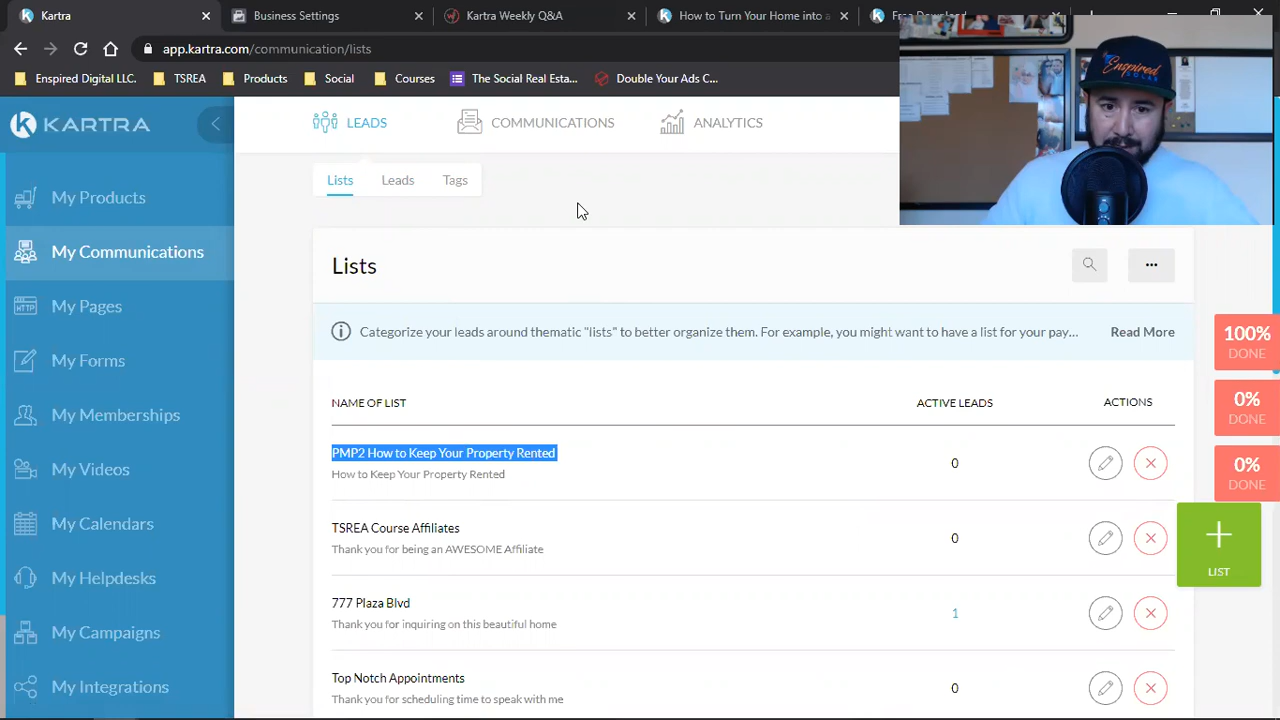 Kartra
Business Settings
Kartra Weekly Q&A
How to Turn Your Home into a
app.kartra.com/communication/lists
Enspired Digital LLC.
TSREA
Products
Social
The Social Real Esta...
Double Your ACS C...
KARTRA
LEADS
COMMUNICATIONS
ANALYTICS
Enspired
Lists
Leads
Tags
My Products
My Communications
My Pages
My Forms
My Memberships
My Videos
My Calendars
My Helpdesks
My Campaigns
My Integrations
Lists
Categorize your leads around thematic "lists" to better organize them. For example, you might want to have a list for your pay...
Read More
100%
DONE
0%
DONE
0%
DONE
LIST
NAME OF LIST
ACTIVE LEADS
ACTIONS
PMP2 How to Keep Your Property Rented
0
How to Keep Your Property Rented
TSREA Course Affiliates
0
Thank you for being an AWESOME Affiliate
777 Plaza Blvd
1
Thank you for inquiring on this beautiful home
Top Notch Appointments
0
Thank you for scheduling time to speak with me